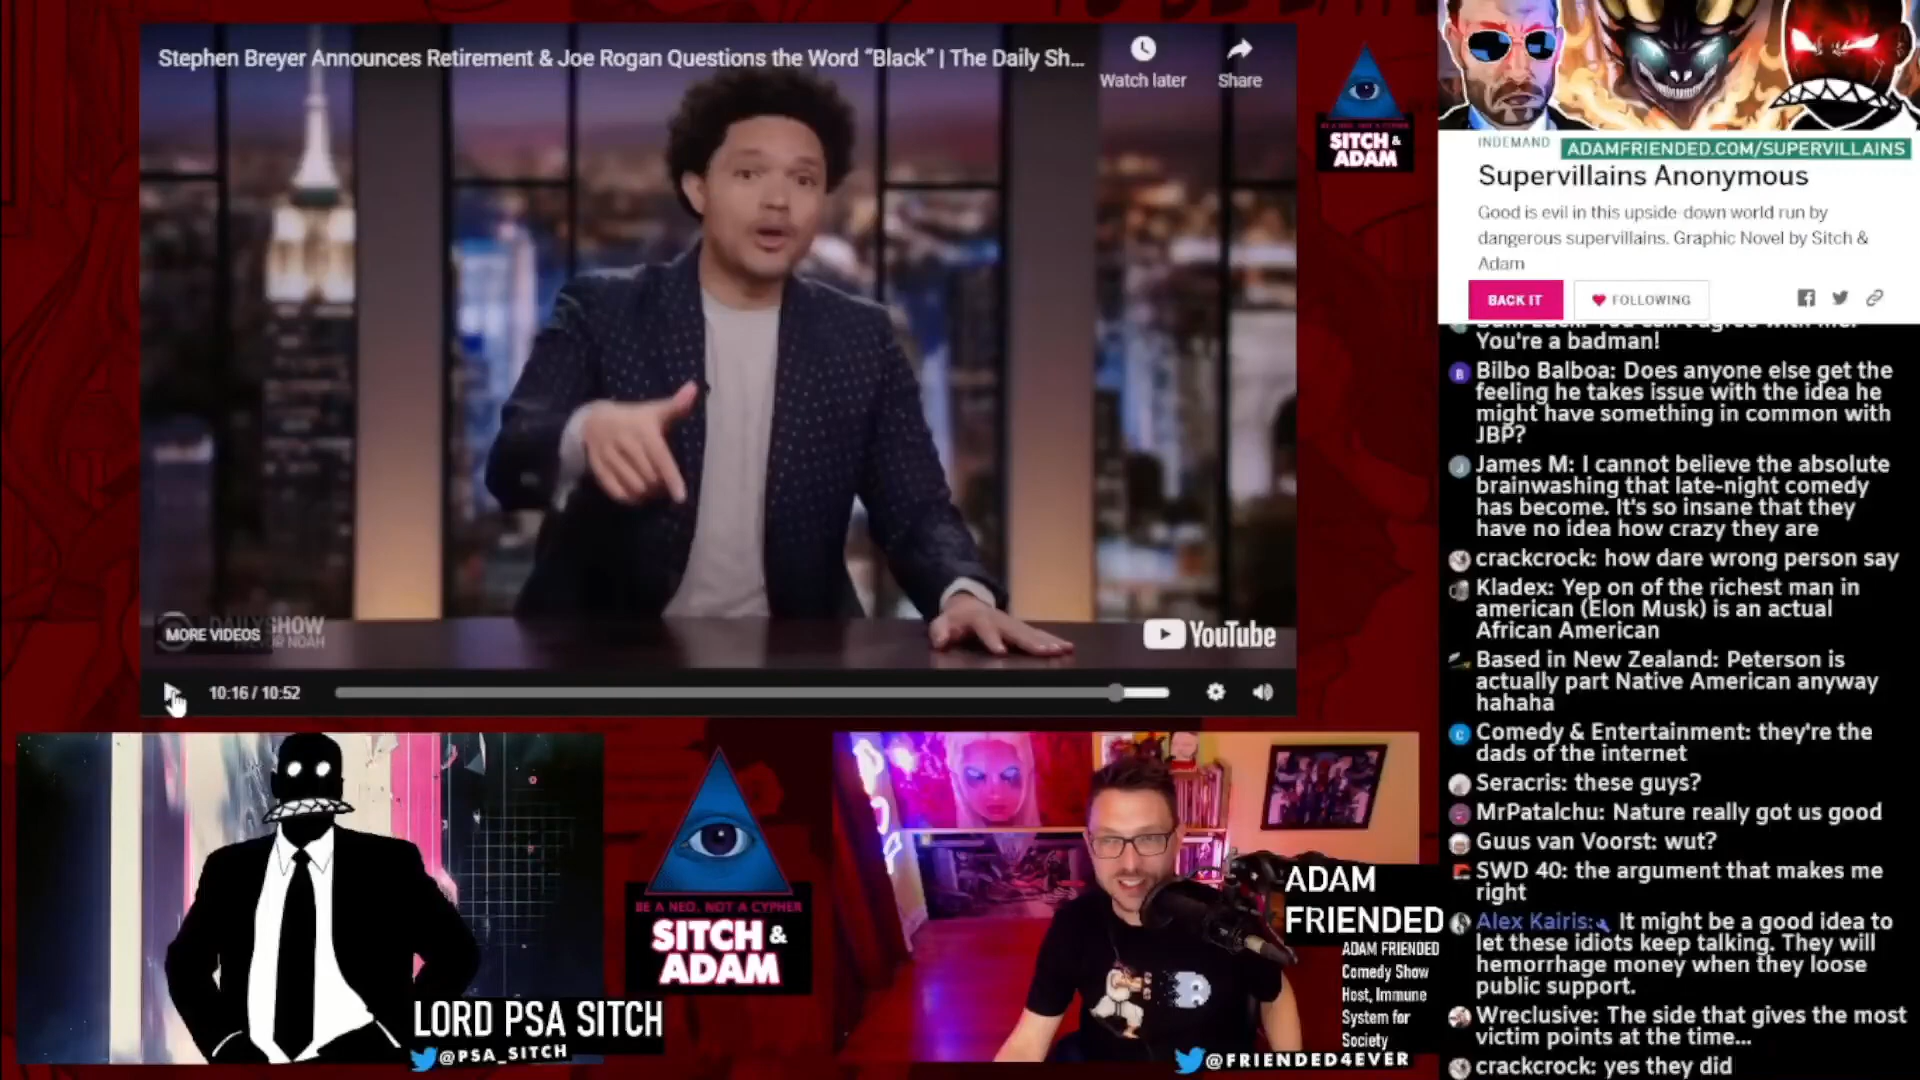 Stephen Breyer Announces Retirement & Joe Rogan Questions the Word “Black” | The Daily Sh...
Watch later
Share
BE A NEO, NOT A CYPHER
SITCH &
ADAM
MORE VIDEOS
SHOW
OR NOAH
YouTube
10:16 / 10:52
INDEMAND
ADAMFRIENDED.COM/SUPERVILLAINS
Supervillains Anonymous
Good is evil in this upside-down world run by
dangerous supervillains. Graphic Novel by Sitch &
Adam
BACK IT
FOLLOWING
You're a badman!
Bilbo Balboa: Does anyone else get the
feeling he takes issue with the idea he
might have something in common with
JBP?
James M: I cannot believe the absolute
brainwashing that late-night comedy
has become. It's so insane that they
have no idea how crazy they are
crackcrock: how dare wrong person say
Kladex: Yep on of the richest man in
american (Elon Musk) is an actual
African American
Based in New Zealand: Peterson is
actually part Native American anyway
hahaha
Comedy & Entertainment: they're the
dads of the internet
Seracris: these guys?
MrPatalchu: Nature really got us good
Guus van Voorst: wut?
SWD 40: the argument that makes me
right
Alex Kairis: It might be a good idea to
let these idiots keep talking. They will
hemorrhage money when they loose
public support.
Wreclusive: The side that gives the most
victim points at the time...
crackcrock: yes they did
LORD PSA SITCH
@PSA_SITCH
BE A NEO, NOT A CYPHER
SITCH &
ADAM
ADAM
FRIENDED
ADAM FRIENDED
Comedy Show
Host, Immune
System for
Society
@FRIENDED4EVER